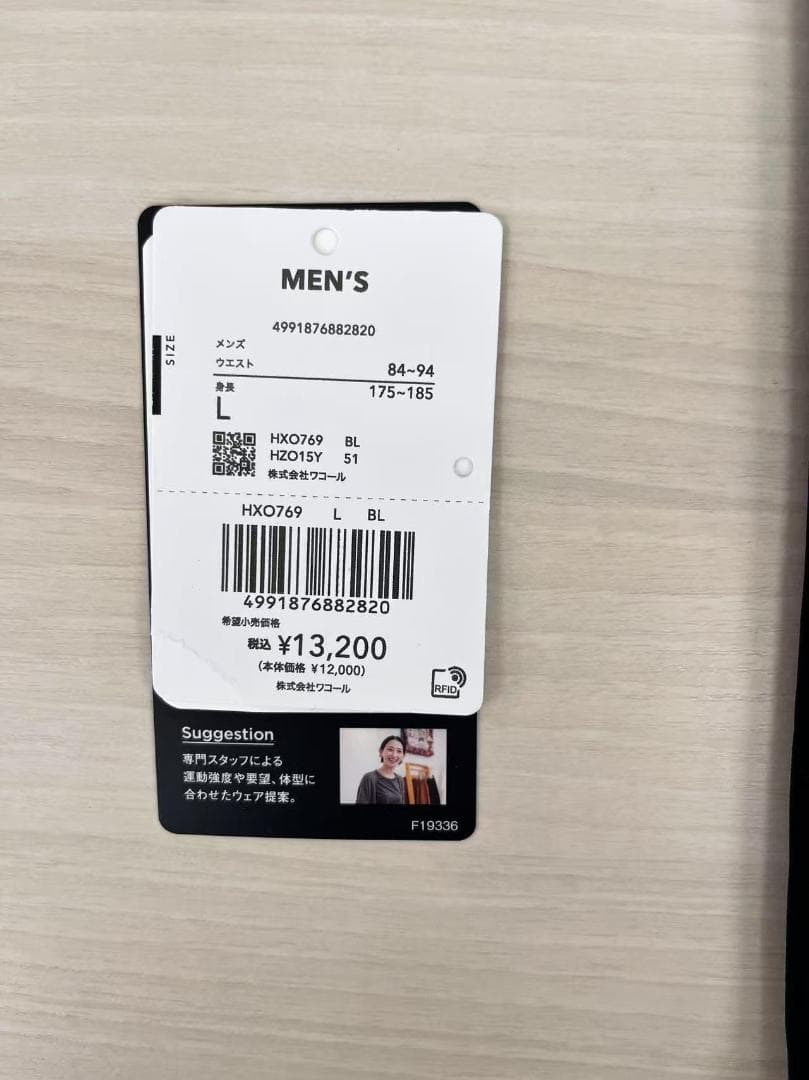 MEN'S
4991876882820
SIZE
メンズ
ウエスト 84~94
身長 175~185
L
HXO769 BL
HZO15Y 51
株式会社ワコール
HXO769 L BL
4991876882820
希望小売価格
税込 ¥13,200
(本体価格 ¥12,000)
株式会社ワコール
RFID
Suggestion
専門スタッフによる
運動強度や要望、体型に
合わせたウェア提案。
F19336